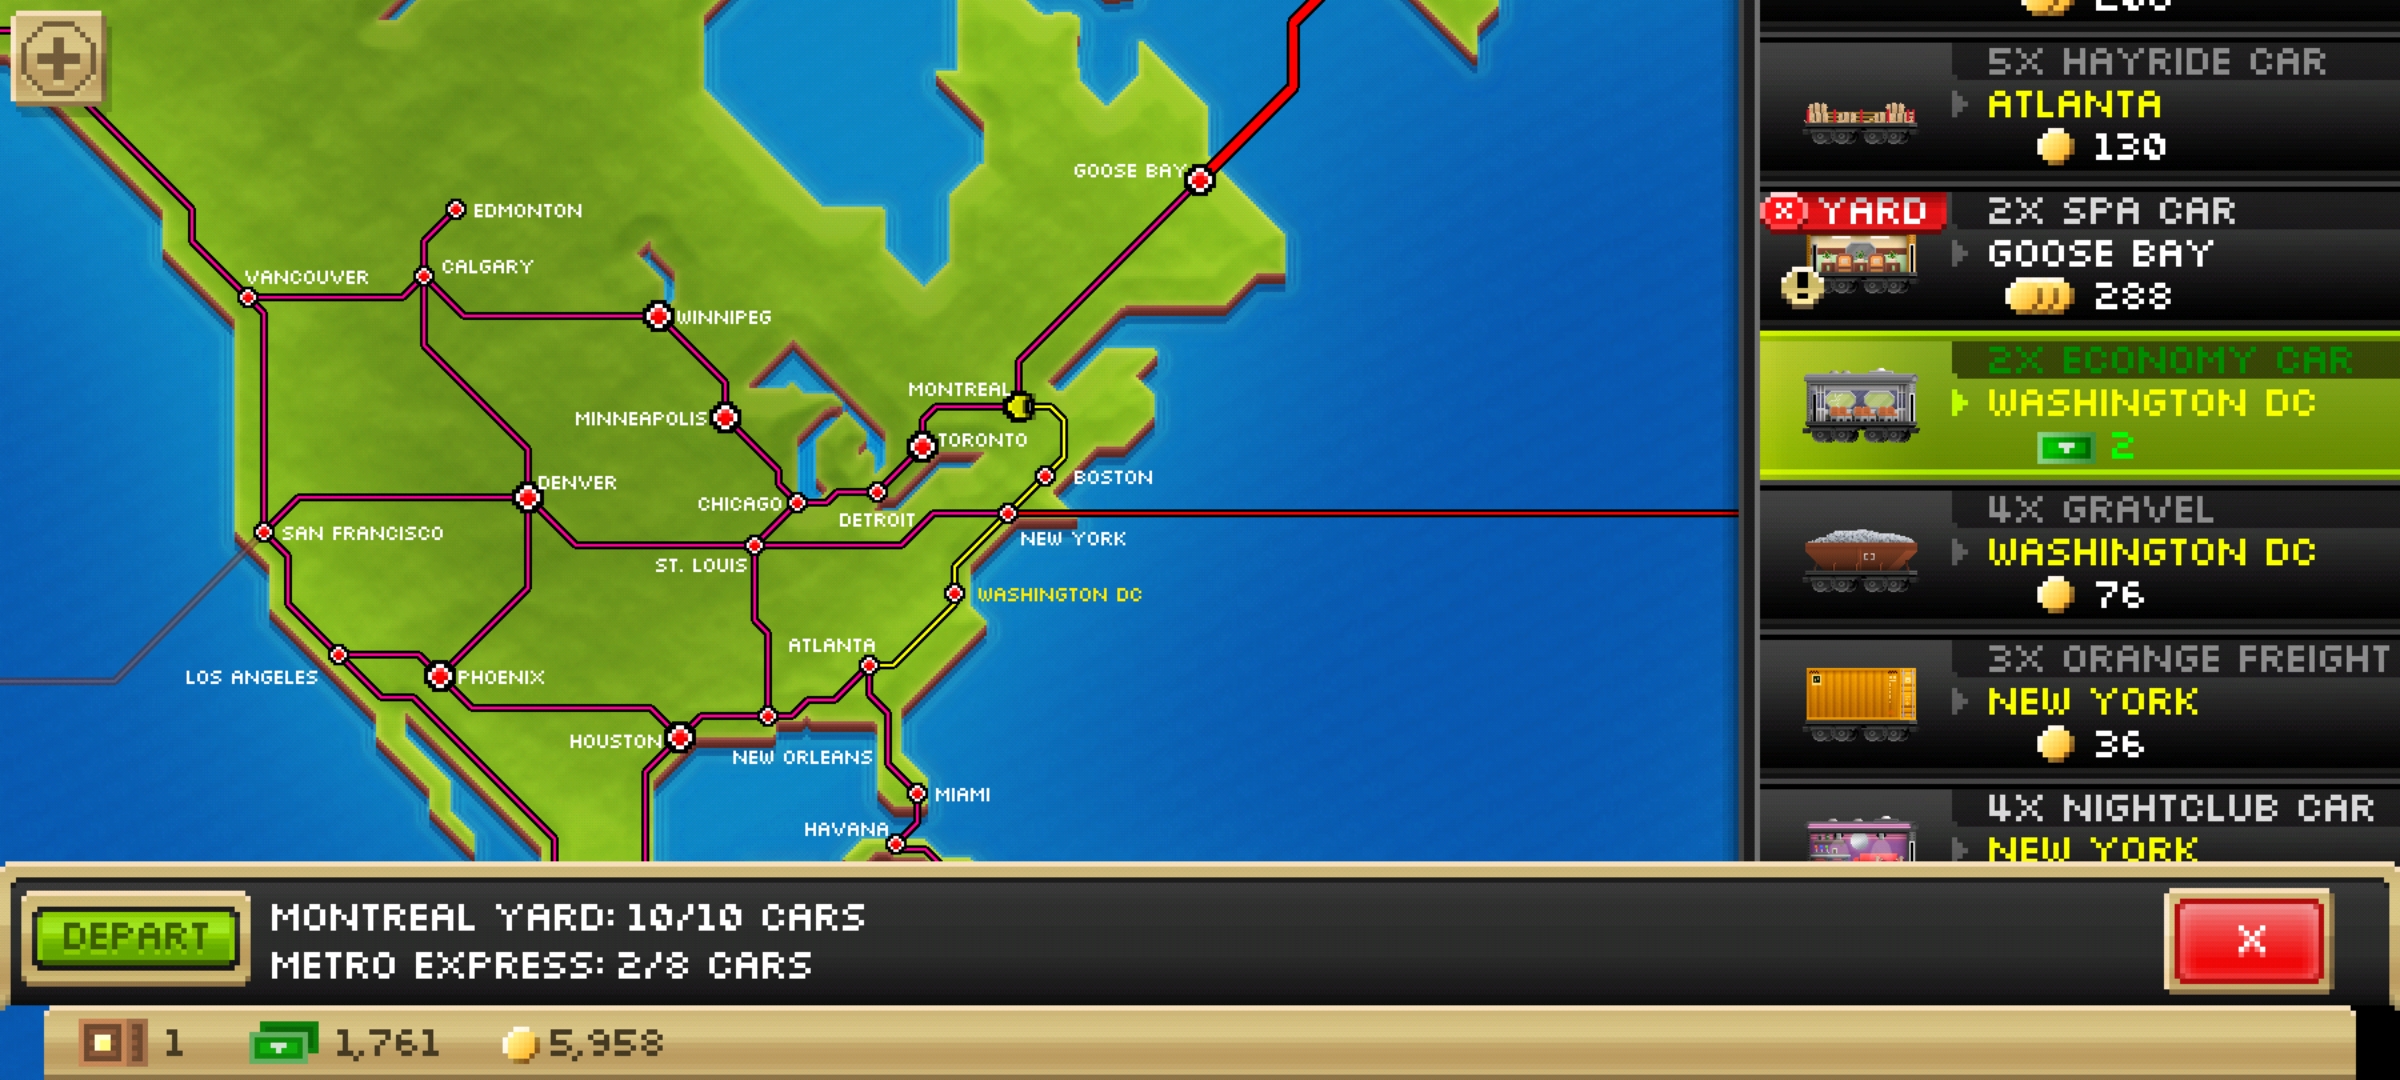 5X HAYRIDE CAR
ATLANTA
130
YARD
2X SPA CAR
GOOSE BAY
288
2X ECONOMY CAR
WASHINGTON DC
2
4X GRAVEL
WASHINGTON DC
76
3X ORANGE FREIGHT
NEW YORK
36
4X NIGHTCLUB CAR
NEW YORK
GOOSE BAY
EDMONTON
CALGARY
VANCOUVER
WINNIPEG
MONTREAL
MINNEAPOLIS
TORONTO
BOSTON
DENVER
CHICAGO
DETROIT
SAN FRANCISCO
NEW YORK
ST. LOUIS
WASHINGTON DC
ATLANTA
LOS ANGELES
PHOENIX
HOUSTON
NEW ORLEANS
MIAMI
HAVANA
DEPART
MONTREAL YARD: 10/10 CARS
METRO EXPRESS: 2/8 CARS
X
1
1,761
5,958